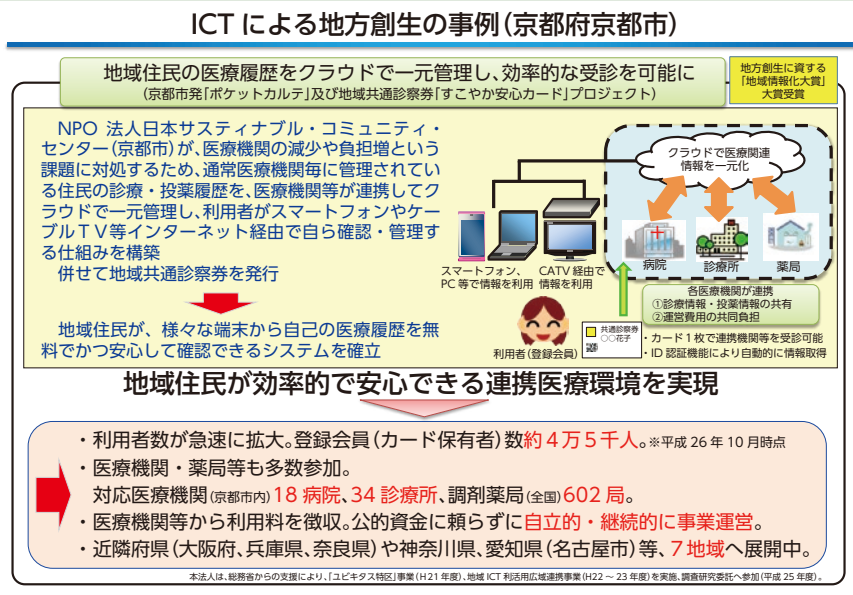 ICTによる地方創生の事例(京都府京都市)
地域住民の医療履歴をクラウドで一元管理し、効率的な受診を可能に
(京都市発「ポケットカルテ」及び地域共通診察券「すこやか安心カード」プロジェクト)
地方創生に資する
「地域情報化大賞」
大賞受賞
NPO 法人日本サスティナブル・コミュニティ・
センター(京都市)が、医療機関の減少や負担増という
課題に対処するため、通常医療機関毎に管理されてい
る住民の診療・投薬履歴を、医療機関等が連携してク
ラウドで一元管理し、利用者がスマートフォンやケー
ブルＴＶ等インターネット経由で自ら確認・管理す
る仕組みを構築
併せて地域共通診察券を発行
地域住民が、様々な端末から自己の医療履歴を無
料でかつ安心して確認できるシステムを確立
クラウドで医療関連
情報を一元化
病院
診療所
薬局
スマートフォン、
PC 等で情報を利用
CATV 経由で
情報を利用
各医療機関が連携
①診療情報・投薬情報の共有
②運営費用の共同負担
利用者(登録会員)
共通診察券
○○花子
・カード１枚で連携機関等を受診可能
・ID 認証機能により自動的に情報取得
地域住民が効率的で安心できる連携医療環境を実現
・利用者数が急速に拡大。登録会員(カード保有者)数約４万５千人。※平成 26 年 10 月時点
・医療機関・薬局等も多数参加。
対応医療機関(京都市内)18 病院、34 診療所、調剤薬局(全国)602 局。
・医療機関等から利用料を徴収。公的資金に頼らずに自立的・継続的に事業運営。
・近隣府県(大阪府、兵庫県、奈良県)や神奈川県、愛知県(名古屋市)等、７地域へ展開中。
本法人は、総務省からの支援により、「ユビキタス特区」事業(H21 年度)、地域 ICT 利活用広域連携事業(H22 ～ 23 年度)を実施、調査研究委託へ参加(平成 25 年度)。